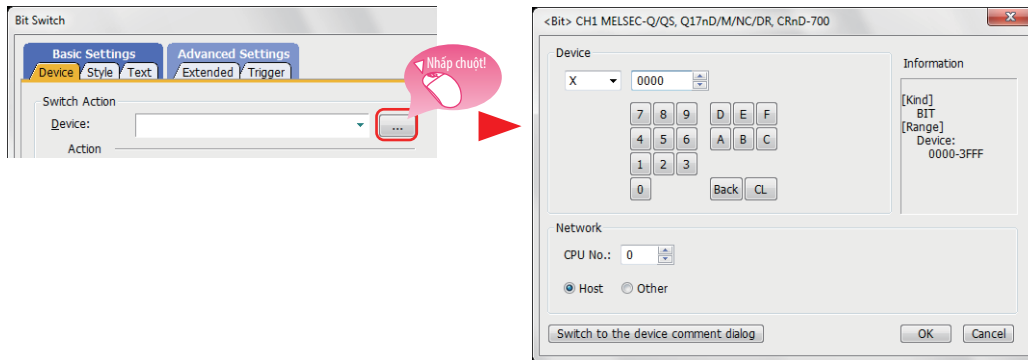 Bit Switch
Basic Settings
Advanced Settings
Device
Style
Text
Extended
Trigger
Switch Action
Device:
...
Action
Nhấp chuột!
<Bit> CH1 MELSEC-Q/QS, Q17nD/M/NC/DR, CRnD-700
Device
X
0000
7 8 9 D E F
4 5 6 A B C
1 2 3
0 Back CL
Information
[Kind]
BIT
[Range]
Device:
0000-3FFF
Network
CPU No.: 0
Host Other
Switch to the device comment dialog
OK Cancel